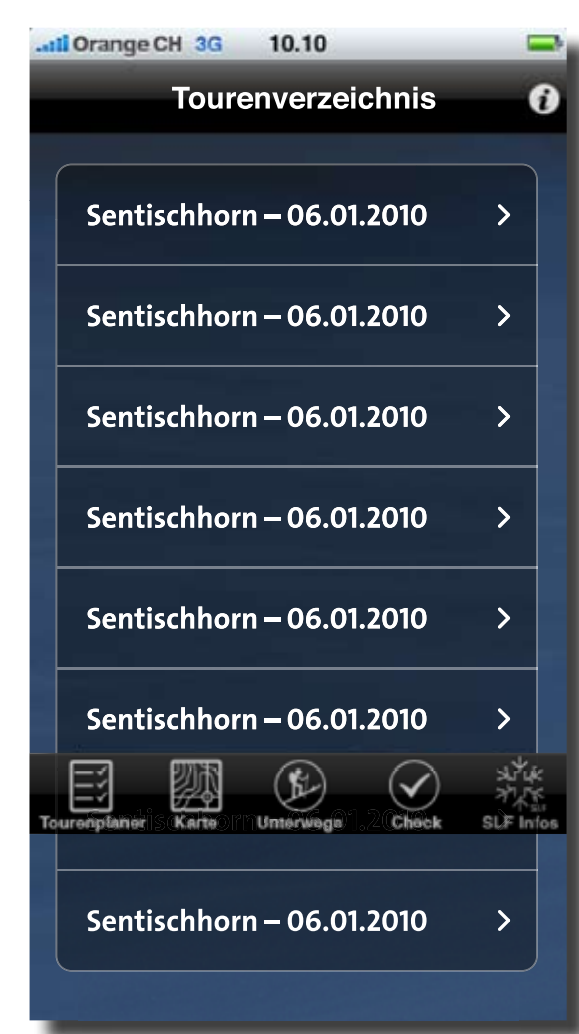 Orange CH 3G 10.10
Tourenverzeichnis
Sentischhorn – 06.01.2010
Sentischhorn – 06.01.2010
Sentischhorn – 06.01.2010
Sentischhorn – 06.01.2010
Sentischhorn – 06.01.2010
Sentischhorn – 06.01.2010
Tourenplaner Karte Unterwegs Check SLF Infos
Sentischhorn – 06.01.2010